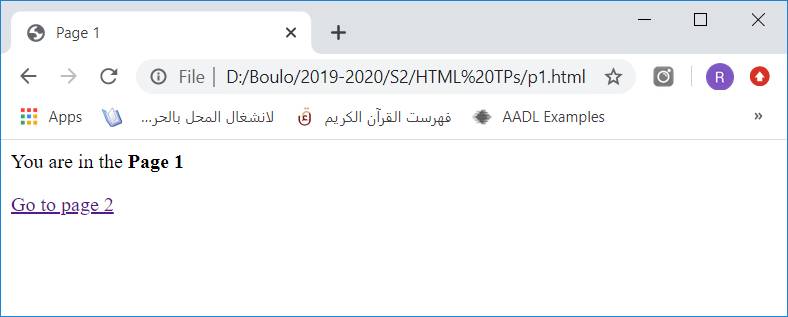 Page 1
File | D:/Boulo/2019-2020/S2/HTML%20TPs/p1.html R
Apps لانشغال المحل بالحر... فهرست القرآن الكريم AADL Examples »
You are in the Page 1
Go to page 2